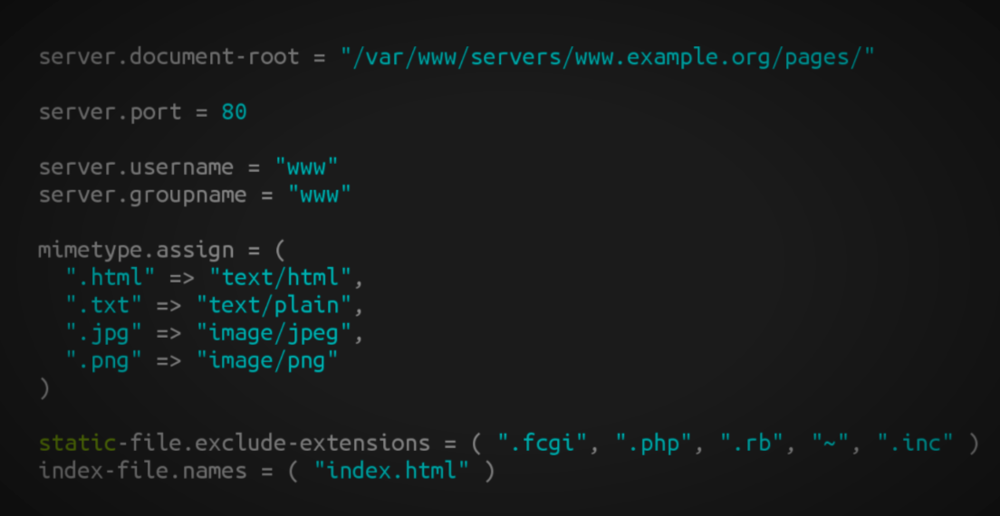 server.document-root = "/var/www/servers/www.example.org/pages/"
server.port = 80
server.username = "www"
server.groupname = "www"
mimetype.assign = (
  ".html" => "text/html",
  ".txt" => "text/plain",
  ".jpg" => "image/jpeg",
  ".png" => "image/png"
)
static-file.exclude-extensions = ( ".fcgi", ".php", ".rb", "~", ".inc" )
index-file.names = ( "index.html" )